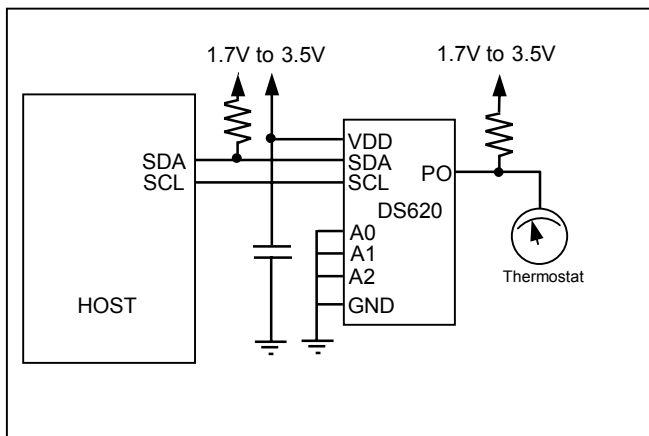 1.7V to 3.5V
1.7V to 3.5V
VDD
SDA
SDA
SCL
SCL
PO
DS620
A0
A1
A2
Thermostat
HOST
GND